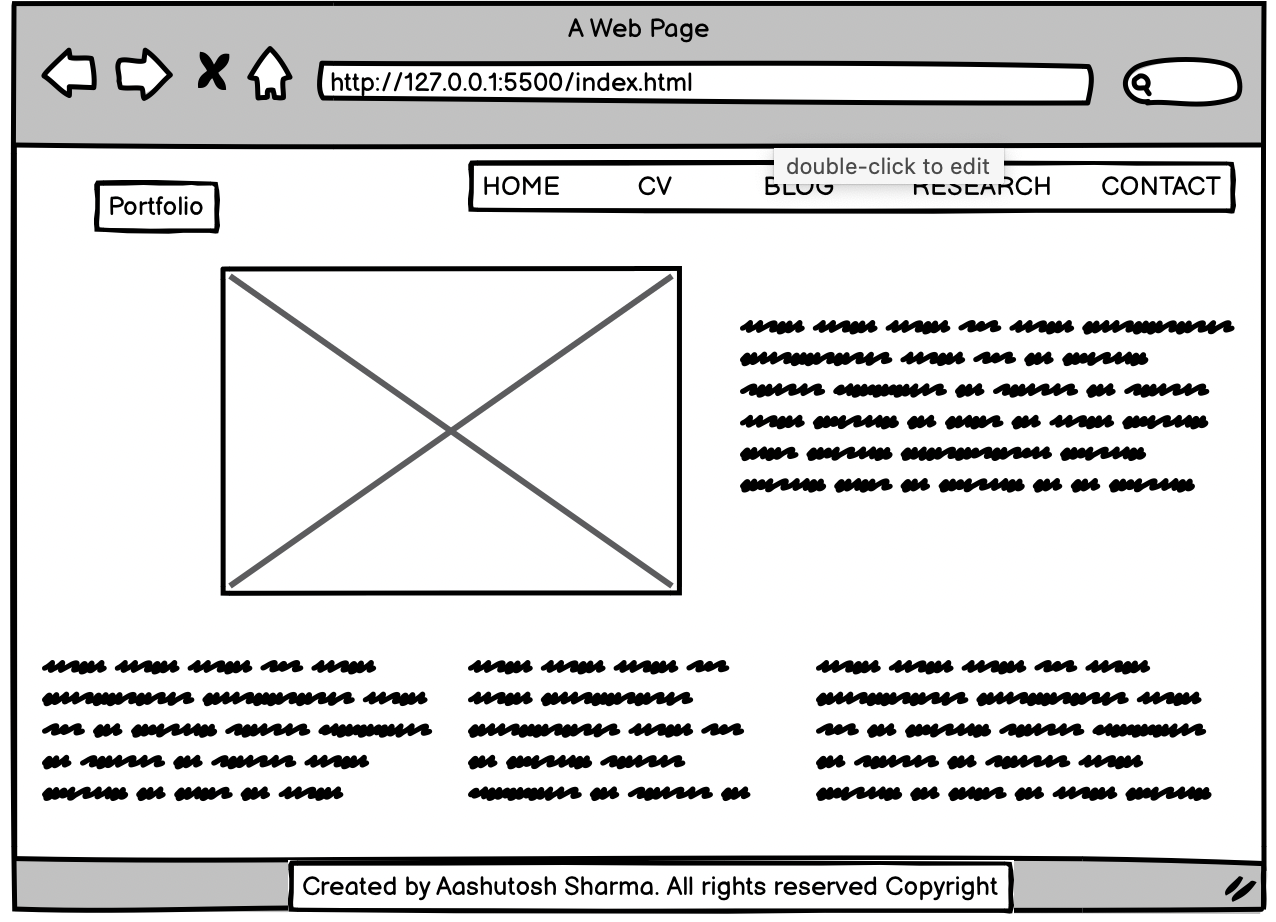 A Web Page
http://127.0.0.1:5500/index.html
double-click to edit
HOME CV BLOG RESEARCH CONTACT
Portfolio
Created by Aashutosh Sharma. All rights reserved Copyright